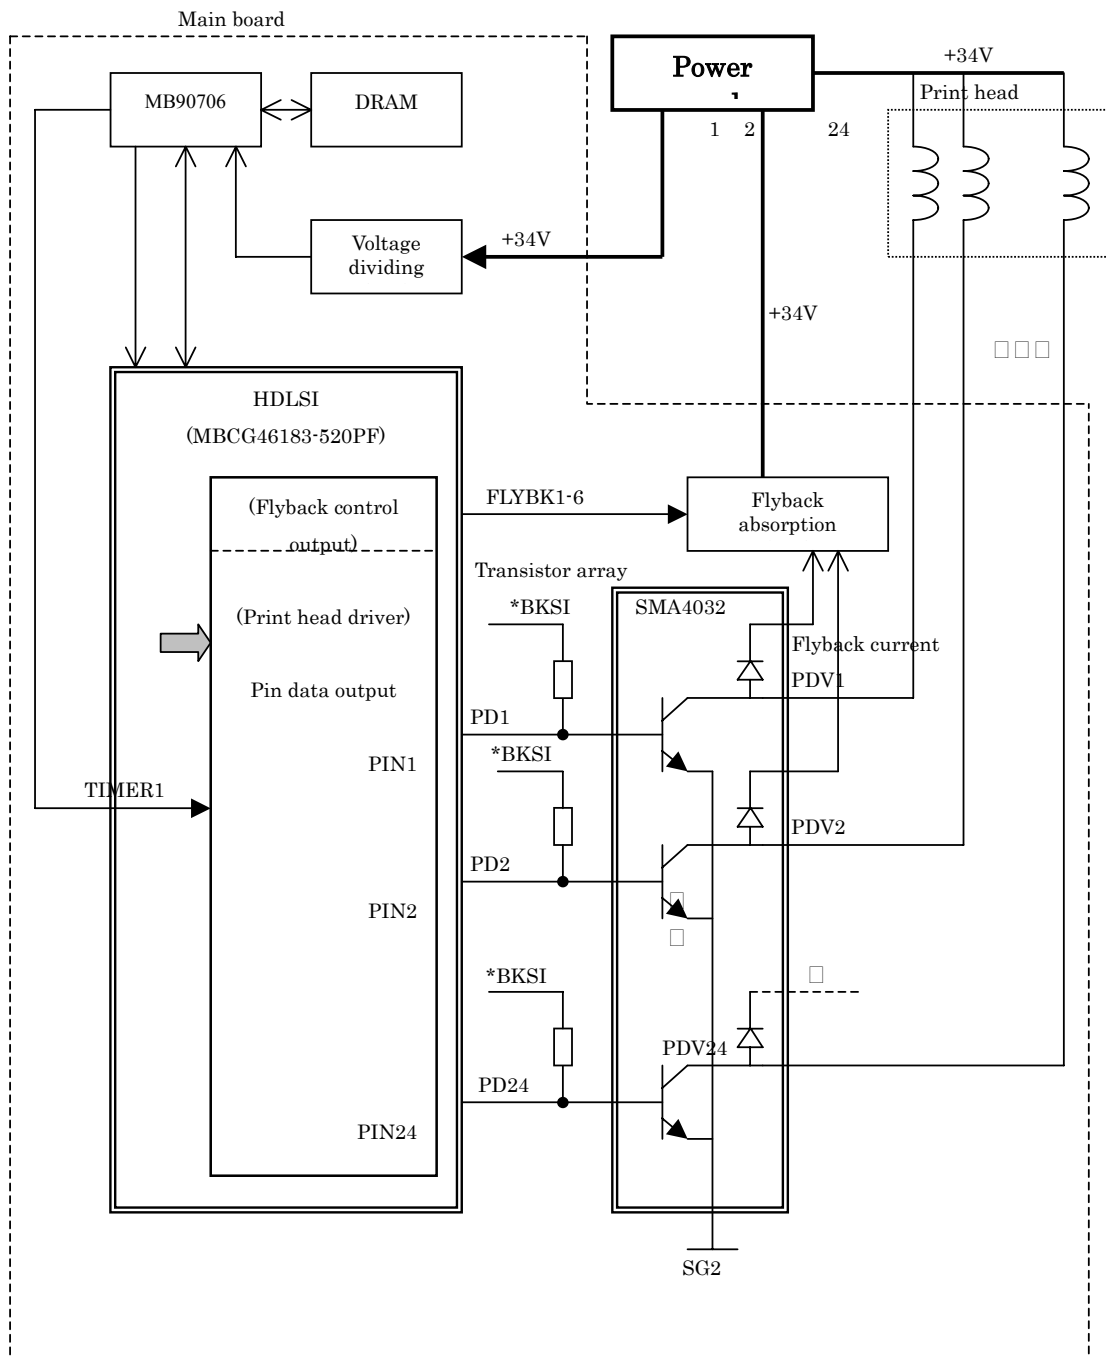 Main board
Power
+34V
MB90706
DRAM
Print head
1 2 24
Voltage
dividing
+34V
+34V
HDLSI
(MBCG46183-520PF)
(Flyback control
output)
FLYBK1-6
Flyback
absorption
Transistor array
*BKSI
SMA4032
(Print head driver)
Flyback current
Pin data output
PDV1
PD1
*BKSI
PIN1
TIMER1
PDV2
PD2
PIN2
*BKSI
PDV24
PD24
PIN24
SG2